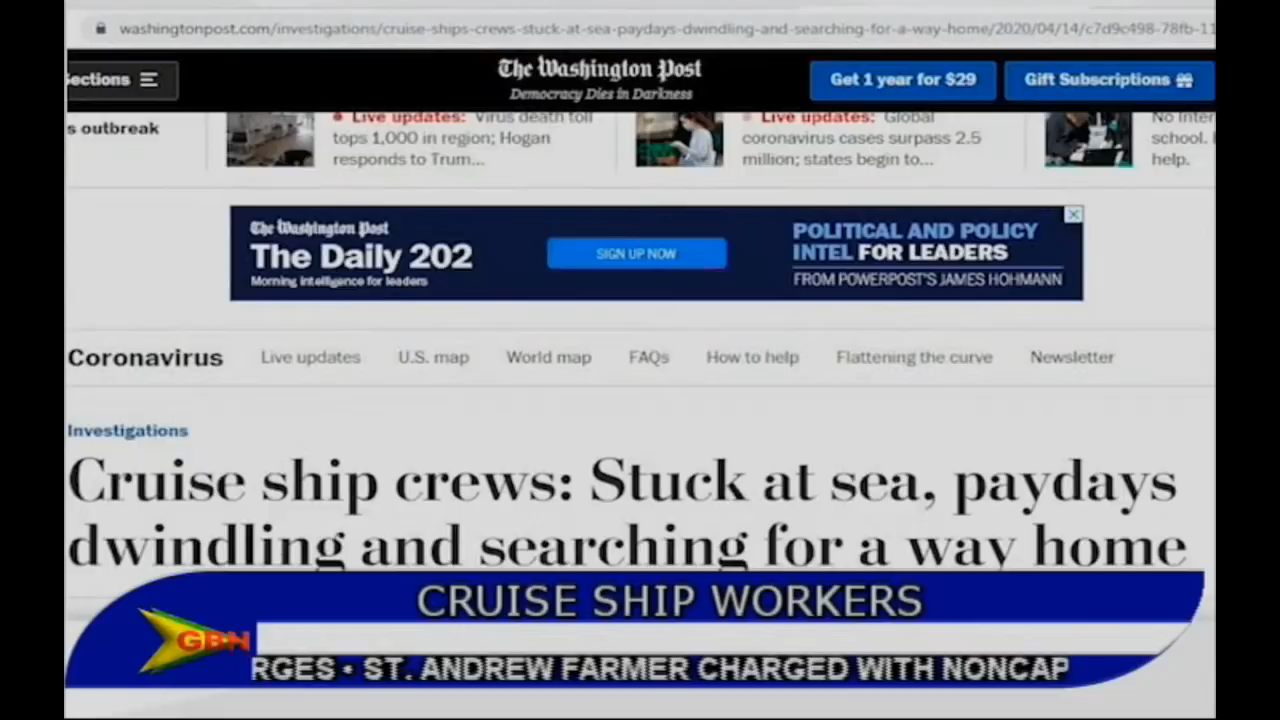 washingtonpost.com/investigations/cruise-ships-crews-stuck-at-sea-paydays-dwindling-and-searching-for-a-way-home/2020/04/14/c7d9c498-78fb-11
Sections
The Washington Post
Democracy Dies in Darkness
Get 1 year for $29
Gift Subscriptions
s outbreak
Live updates: Virus death toll
tops 1,000 in region; Hogan
responds to Trum...
Live updates: Global
coronavirus cases surpass 2.5
million; states begin to...
No inter
school.
help.
The Washington Post
The Daily 202
Morning intelligence for leaders
SIGN UP NOW
POLITICAL AND POLICY
INTEL FOR LEADERS
FROM POWERPOST'S JAMES HOHMANN
Coronavirus
Live updates
U.S. map
World map
FAQs
How to help
Flattening the curve
Newsletter
Investigations
Cruise ship crews: Stuck at sea, paydays
dwindling and searching for a way home
CRUISE SHIP WORKERS
GBN
RGES • ST. ANDREW FARMER CHARGED WITH NONCAP